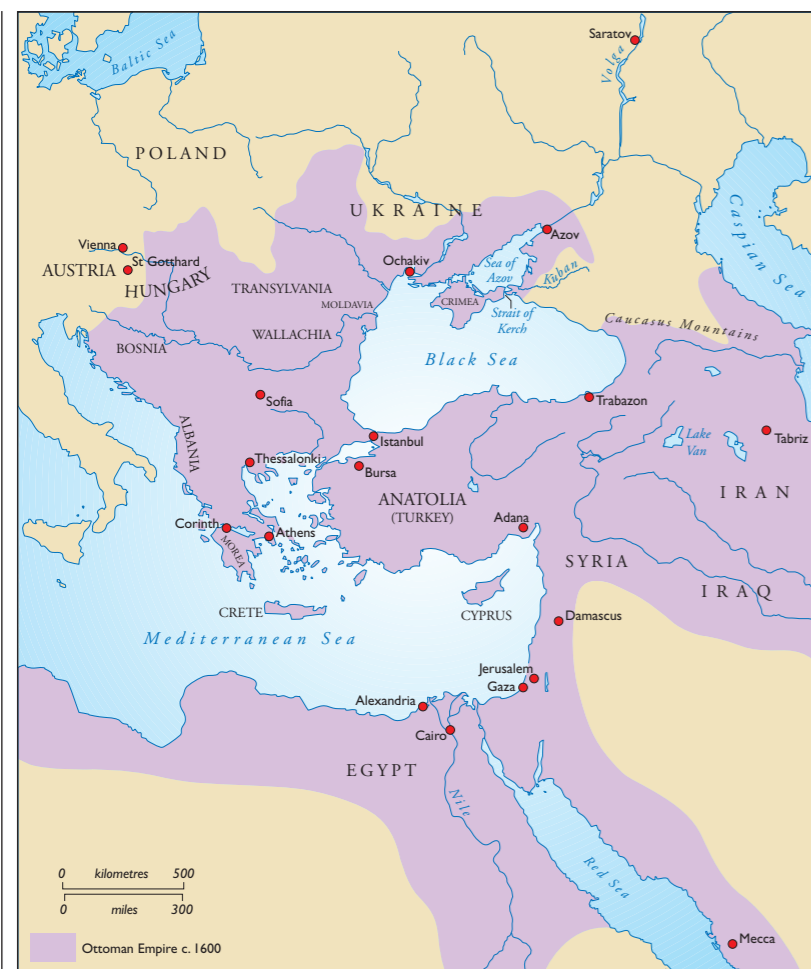 Saratov
Volga
Baltic Sea
POLAND
Caspian Sea
UKRAINE
Azov
Vienna
St Gotthard
AUSTRIA
HUNGARY
Ochakiv
Sea of
Azov
Kuban
TRANSYLVANIA
MOLDAVIA
CRIMEA
Strait of
Kerch
Caucasus Mountains
WALLACHIA
BOSNIA
Black Sea
Sofia
Trabazon
ALBANIA
Istanbul
Lake
Van
Tabriz
Thessaloniki
Bursa
ANATOLIA
(TURKEY)
IRAN
Corinth
Athens
MOREA
Adana
SYRIA
IRAQ
CRETE
CYPRUS
Damascus
Mediterranean Sea
Jerusalem
Gaza
Alexandria
Cairo
EGYPT
Nile
Red Sea
0 kilometres 500
0 miles 300
Mecca
Ottoman Empire c. 1600